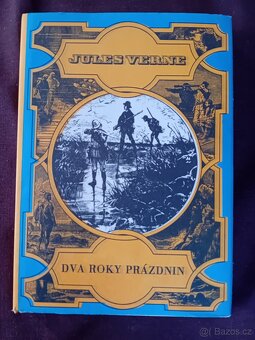 JULES VERNE
DVA ROKY PRÁZDNIN
© Bazos.cz